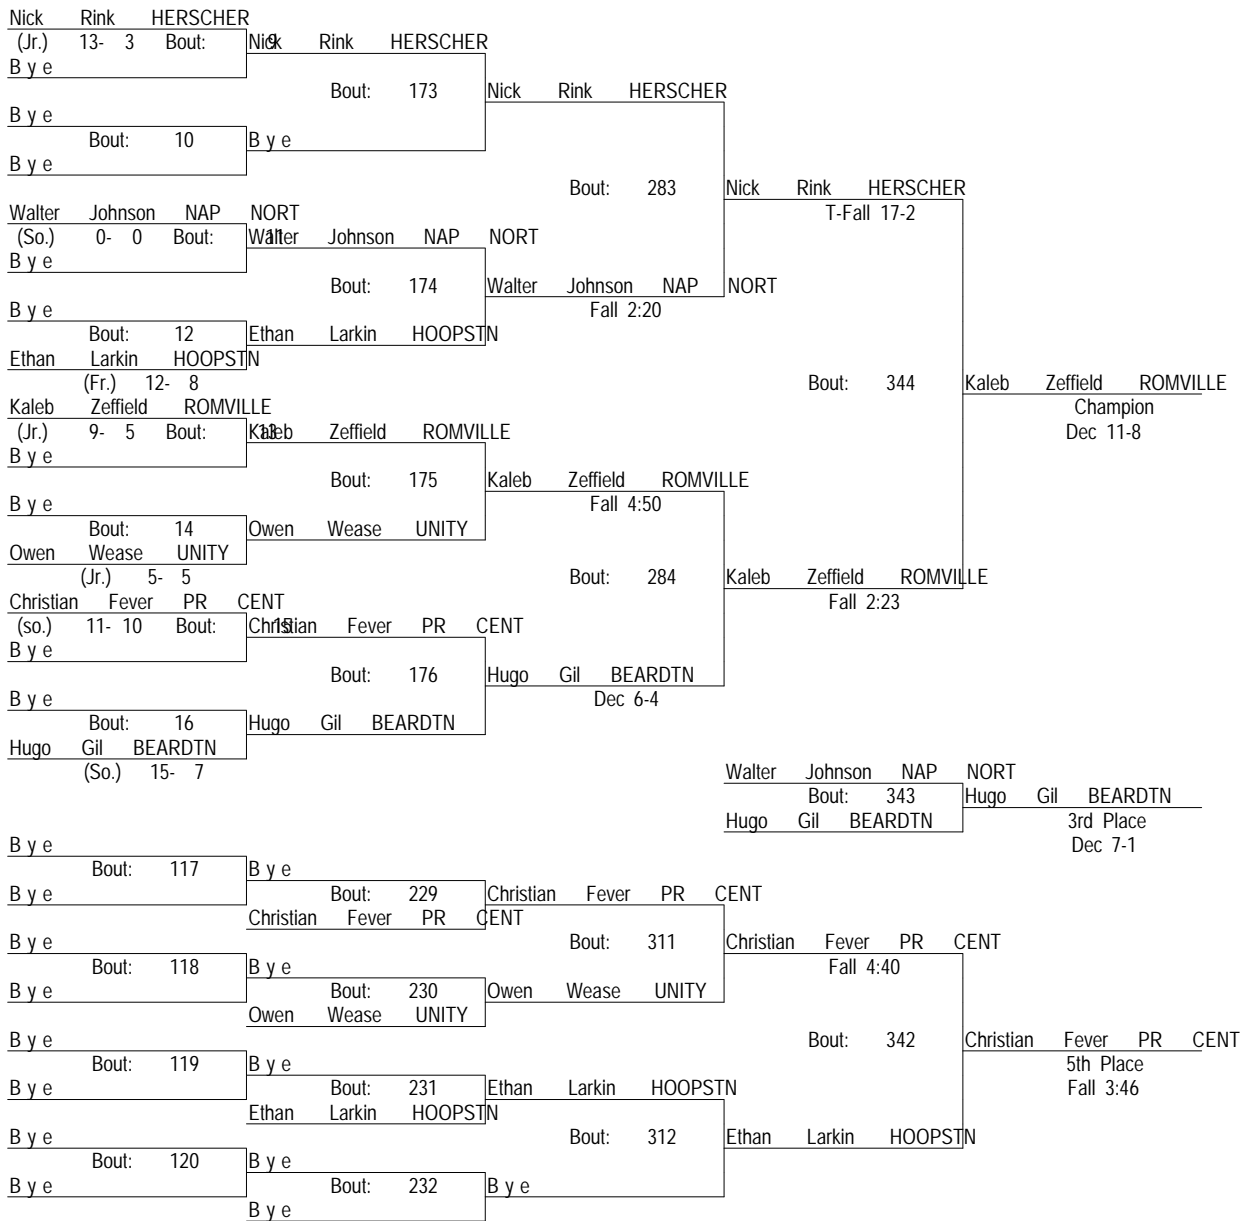 Nick Rink HERSCHER
(Jr.) 13- 3 Bout: 9 Nick Rink HERSCHER
B y e
Bout: 173 Nick Rink HERSCHER
B y e
Bout: 10 B y e
B y e
Bout: 283 Nick Rink HERSCHER
Walter Johnson NAP NORT T-Fall 17-2
(So.) 0- 0 Bout: 11 Walter Johnson NAP NORT
B y e
Bout: 174 Walter Johnson NAP NORT
B y e Fall 2:20
Bout: 12 Ethan Larkin HOOPSTN
Ethan Larkin HOOPSTN
(Fr.) 12- 8 Bout: 344 Kaleb Zeffield ROMVILLE
Kaleb Zeffield ROMVILLE Champion
(Jr.) 9- 5 Bout: 13 Kaleb Zeffield ROMVILLE Dec 11-8
B y e
Bout: 175 Kaleb Zeffield ROMVILLE
B y e Fall 4:50
Bout: 14 Owen Wease UNITY
Owen Wease UNITY
(Jr.) 5- 5 Bout: 284 Kaleb Zeffield ROMVILLE
Christian Fever PR CENT Fall 2:23
(so.) 11- 10 Bout: 15 Christian Fever PR CENT
B y e
Bout: 176 Hugo Gil BEARDTN
B y e Dec 6-4
Bout: 16 Hugo Gil BEARDTN
Hugo Gil BEARDTN
(So.) 15- 7 Walter Johnson NAP NORT
Bout: 343 Hugo Gil BEARDTN
Hugo Gil BEARDTN 3rd Place
B y e Dec 7-1
Bout: 117 B y e
B y e Bout: 229 Christian Fever PR CENT
Christian Fever PR CENT
B y e Bout: 311 Christian Fever PR CENT
Bout: 118 B y e Fall 4:40
B y e Bout: 230 Owen Wease UNITY
Owen Wease UNITY
B y e Bout: 342 Christian Fever PR CENT
Bout: 119 B y e 5th Place
B y e Bout: 231 Ethan Larkin HOOPSTN Fall 3:46
Ethan Larkin HOOPSTN
B y e Bout: 312 Ethan Larkin HOOPSTN
Bout: 120 B y e
B y e Bout: 232 B y e
B y e